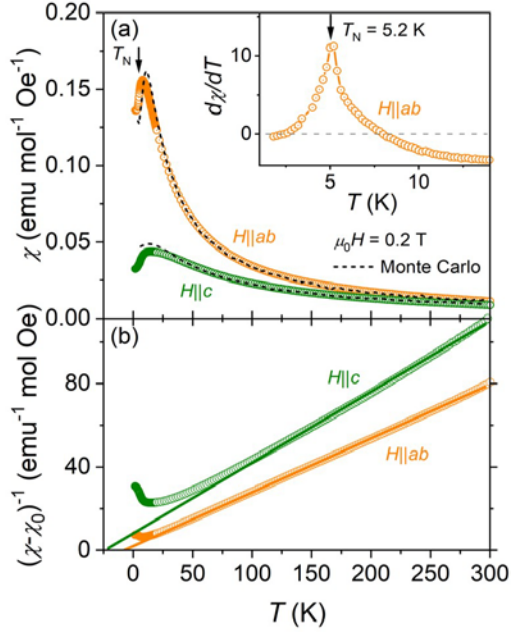 (a)
T_N
χ (emu mol⁻¹ Oe⁻¹)
0.20
0.15
0.10
0.05
0.00
H||ab
H||c
μ₀H = 0.2 T
Monte Carlo
T_N = 5.2 K
dχ/dT
10
0
H||ab
5
10
T (K)
(b)
(χ-χ₀)⁻¹ (emu⁻¹ mol Oe)
80
40
0
H||c
H||ab
0
50
100
150
200
250
300
T (K)